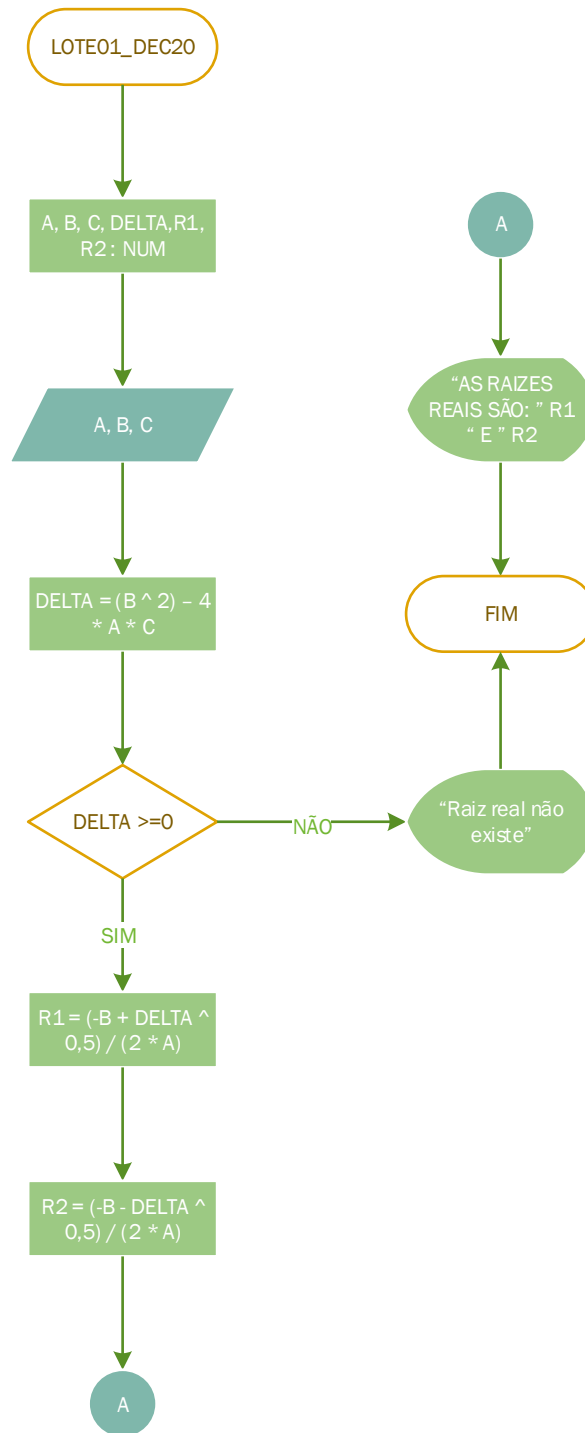 LOTE01_DEC20
A, B, C, DELTA,R1,
R2 : NUM
A, B, C
DELTA = (B ^ 2) – 4
* A * C
DELTA >=0
NÃO
SIM
R1 = (-B + DELTA ^
0,5) / (2 * A)
R2 = (-B - DELTA ^
0,5) / (2 * A)
A
A
“AS RAIZES
REAIS SÃO: ” R1
“ E ” R2
FIM
“Raiz real não
existe”